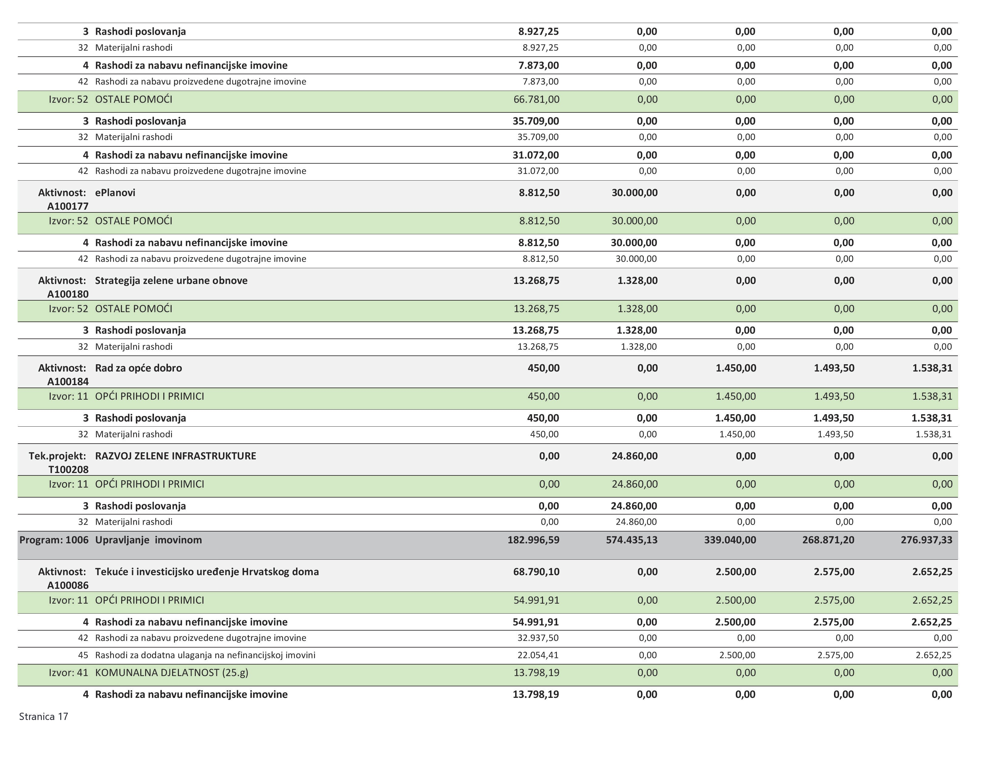 3 Rashodi poslovanja 8.927,25 0,00 0,00 0,00 0,00
32 Materijalni rashodi 8.927,25 0,00 0,00 0,00 0,00
4 Rashodi za nabavu nefinancijske imovine 7.873,00 0,00 0,00 0,00 0,00
42 Rashodi za nabavu proizvedene dugotrajne imovine 7.873,00 0,00 0,00 0,00 0,00
Izvor: 52 OSTALE POMOĆI 66.781,00 0,00 0,00 0,00 0,00
3 Rashodi poslovanja 35.709,00 0,00 0,00 0,00 0,00
32 Materijalni rashodi 35.709,00 0,00 0,00 0,00 0,00
4 Rashodi za nabavu nefinancijske imovine 31.072,00 0,00 0,00 0,00 0,00
42 Rashodi za nabavu proizvedene dugotrajne imovine 31.072,00 0,00 0,00 0,00 0,00
Aktivnost: ePlanovi 8.812,50 30.000,00 0,00 0,00 0,00
A100177
Izvor: 52 OSTALE POMOĆI 8.812,50 30.000,00 0,00 0,00 0,00
4 Rashodi za nabavu nefinancijske imovine 8.812,50 30.000,00 0,00 0,00 0,00
42 Rashodi za nabavu proizvedene dugotrajne imovine 8.812,50 30.000,00 0,00 0,00 0,00
Aktivnost: Strategija zelene urbane obnove 13.268,75 1.328,00 0,00 0,00 0,00
A100180
Izvor: 52 OSTALE POMOĆI 13.268,75 1.328,00 0,00 0,00 0,00
3 Rashodi poslovanja 13.268,75 1.328,00 0,00 0,00 0,00
32 Materijalni rashodi 13.268,75 1.328,00 0,00 0,00 0,00
Aktivnost: Rad za opće dobro 450,00 0,00 1.450,00 1.493,50 1.538,31
A100184
Izvor: 11 OPĆI PRIHODI I PRIMICI 450,00 0,00 1.450,00 1.493,50 1.538,31
3 Rashodi poslovanja 450,00 0,00 1.450,00 1.493,50 1.538,31
32 Materijalni rashodi 450,00 0,00 1.450,00 1.493,50 1.538,31
Tek.projekt: RAZVOJ ZELENE INFRASTRUKTURE 0,00 24.860,00 0,00 0,00 0,00
T100208
Izvor: 11 OPĆI PRIHODI I PRIMICI 0,00 24.860,00 0,00 0,00 0,00
3 Rashodi poslovanja 0,00 24.860,00 0,00 0,00 0,00
32 Materijalni rashodi 0,00 24.860,00 0,00 0,00 0,00
Program: 1006 Upravljanje imovinom 182.996,59 574.435,13 339.040,00 268.871,20 276.937,33
Aktivnost: Tekuće i investicijsko uređenje Hrvatskog doma 68.790,10 0,00 2.500,00 2.575,00 2.652,25
A100086
Izvor: 11 OPĆI PRIHODI I PRIMICI 54.991,91 0,00 2.500,00 2.575,00 2.652,25
4 Rashodi za nabavu nefinancijske imovine 54.991,91 0,00 2.500,00 2.575,00 2.652,25
42 Rashodi za nabavu proizvedene dugotrajne imovine 32.937,50 0,00 0,00 0,00 0,00
45 Rashodi za dodatna ulaganja na nefinancijskoj imovini 22.054,41 0,00 2.500,00 2.575,00 2.652,25
Izvor: 41 KOMUNALNA DJELATNOST (25.g) 13.798,19 0,00 0,00 0,00 0,00
4 Rashodi za nabavu nefinancijske imovine 13.798,19 0,00 0,00 0,00 0,00
Stranica 17